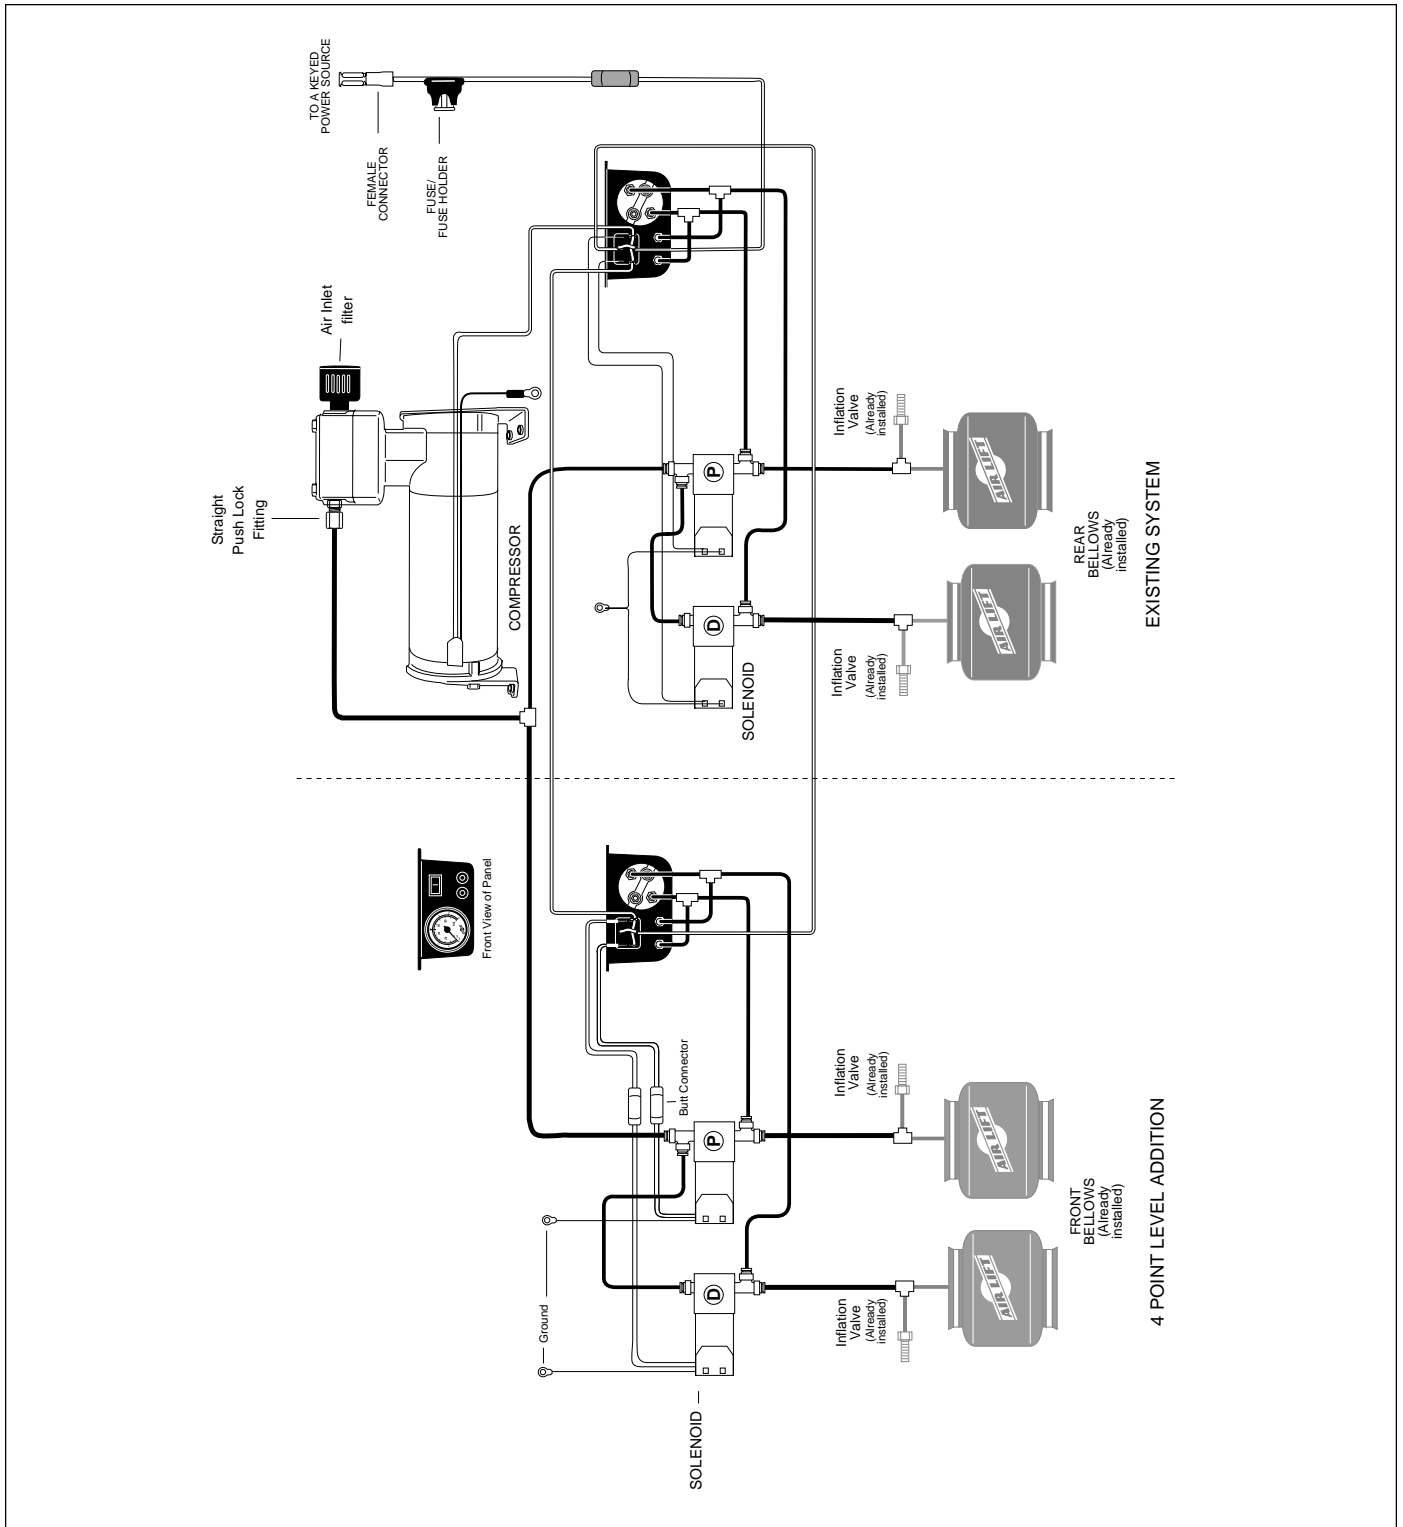 TO A KEYED
POWER SOURCE
FEMALE
CONNECTOR
FUSE/
FUSE HOLDER
Air Inlet
filter
Straight
Push Lock
Fitting
COMPRESSOR
P
D
SOLENOID
Inflation
Valve
(Already
installed)
Inflation
Valve
(Already
installed)
AIR LIFT
AIR LIFT
REAR
BELLOWS
(Already
installed)
EXISTING SYSTEM
Front View of Panel
Butt Connector
P
D
Ground
SOLENOID
Inflation
Valve
(Already
installed)
Inflation
Valve
(Already
installed)
AIR LIFT
AIR LIFT
FRONT
BELLOWS
(Already
installed)
4 POINT LEVEL ADDITION